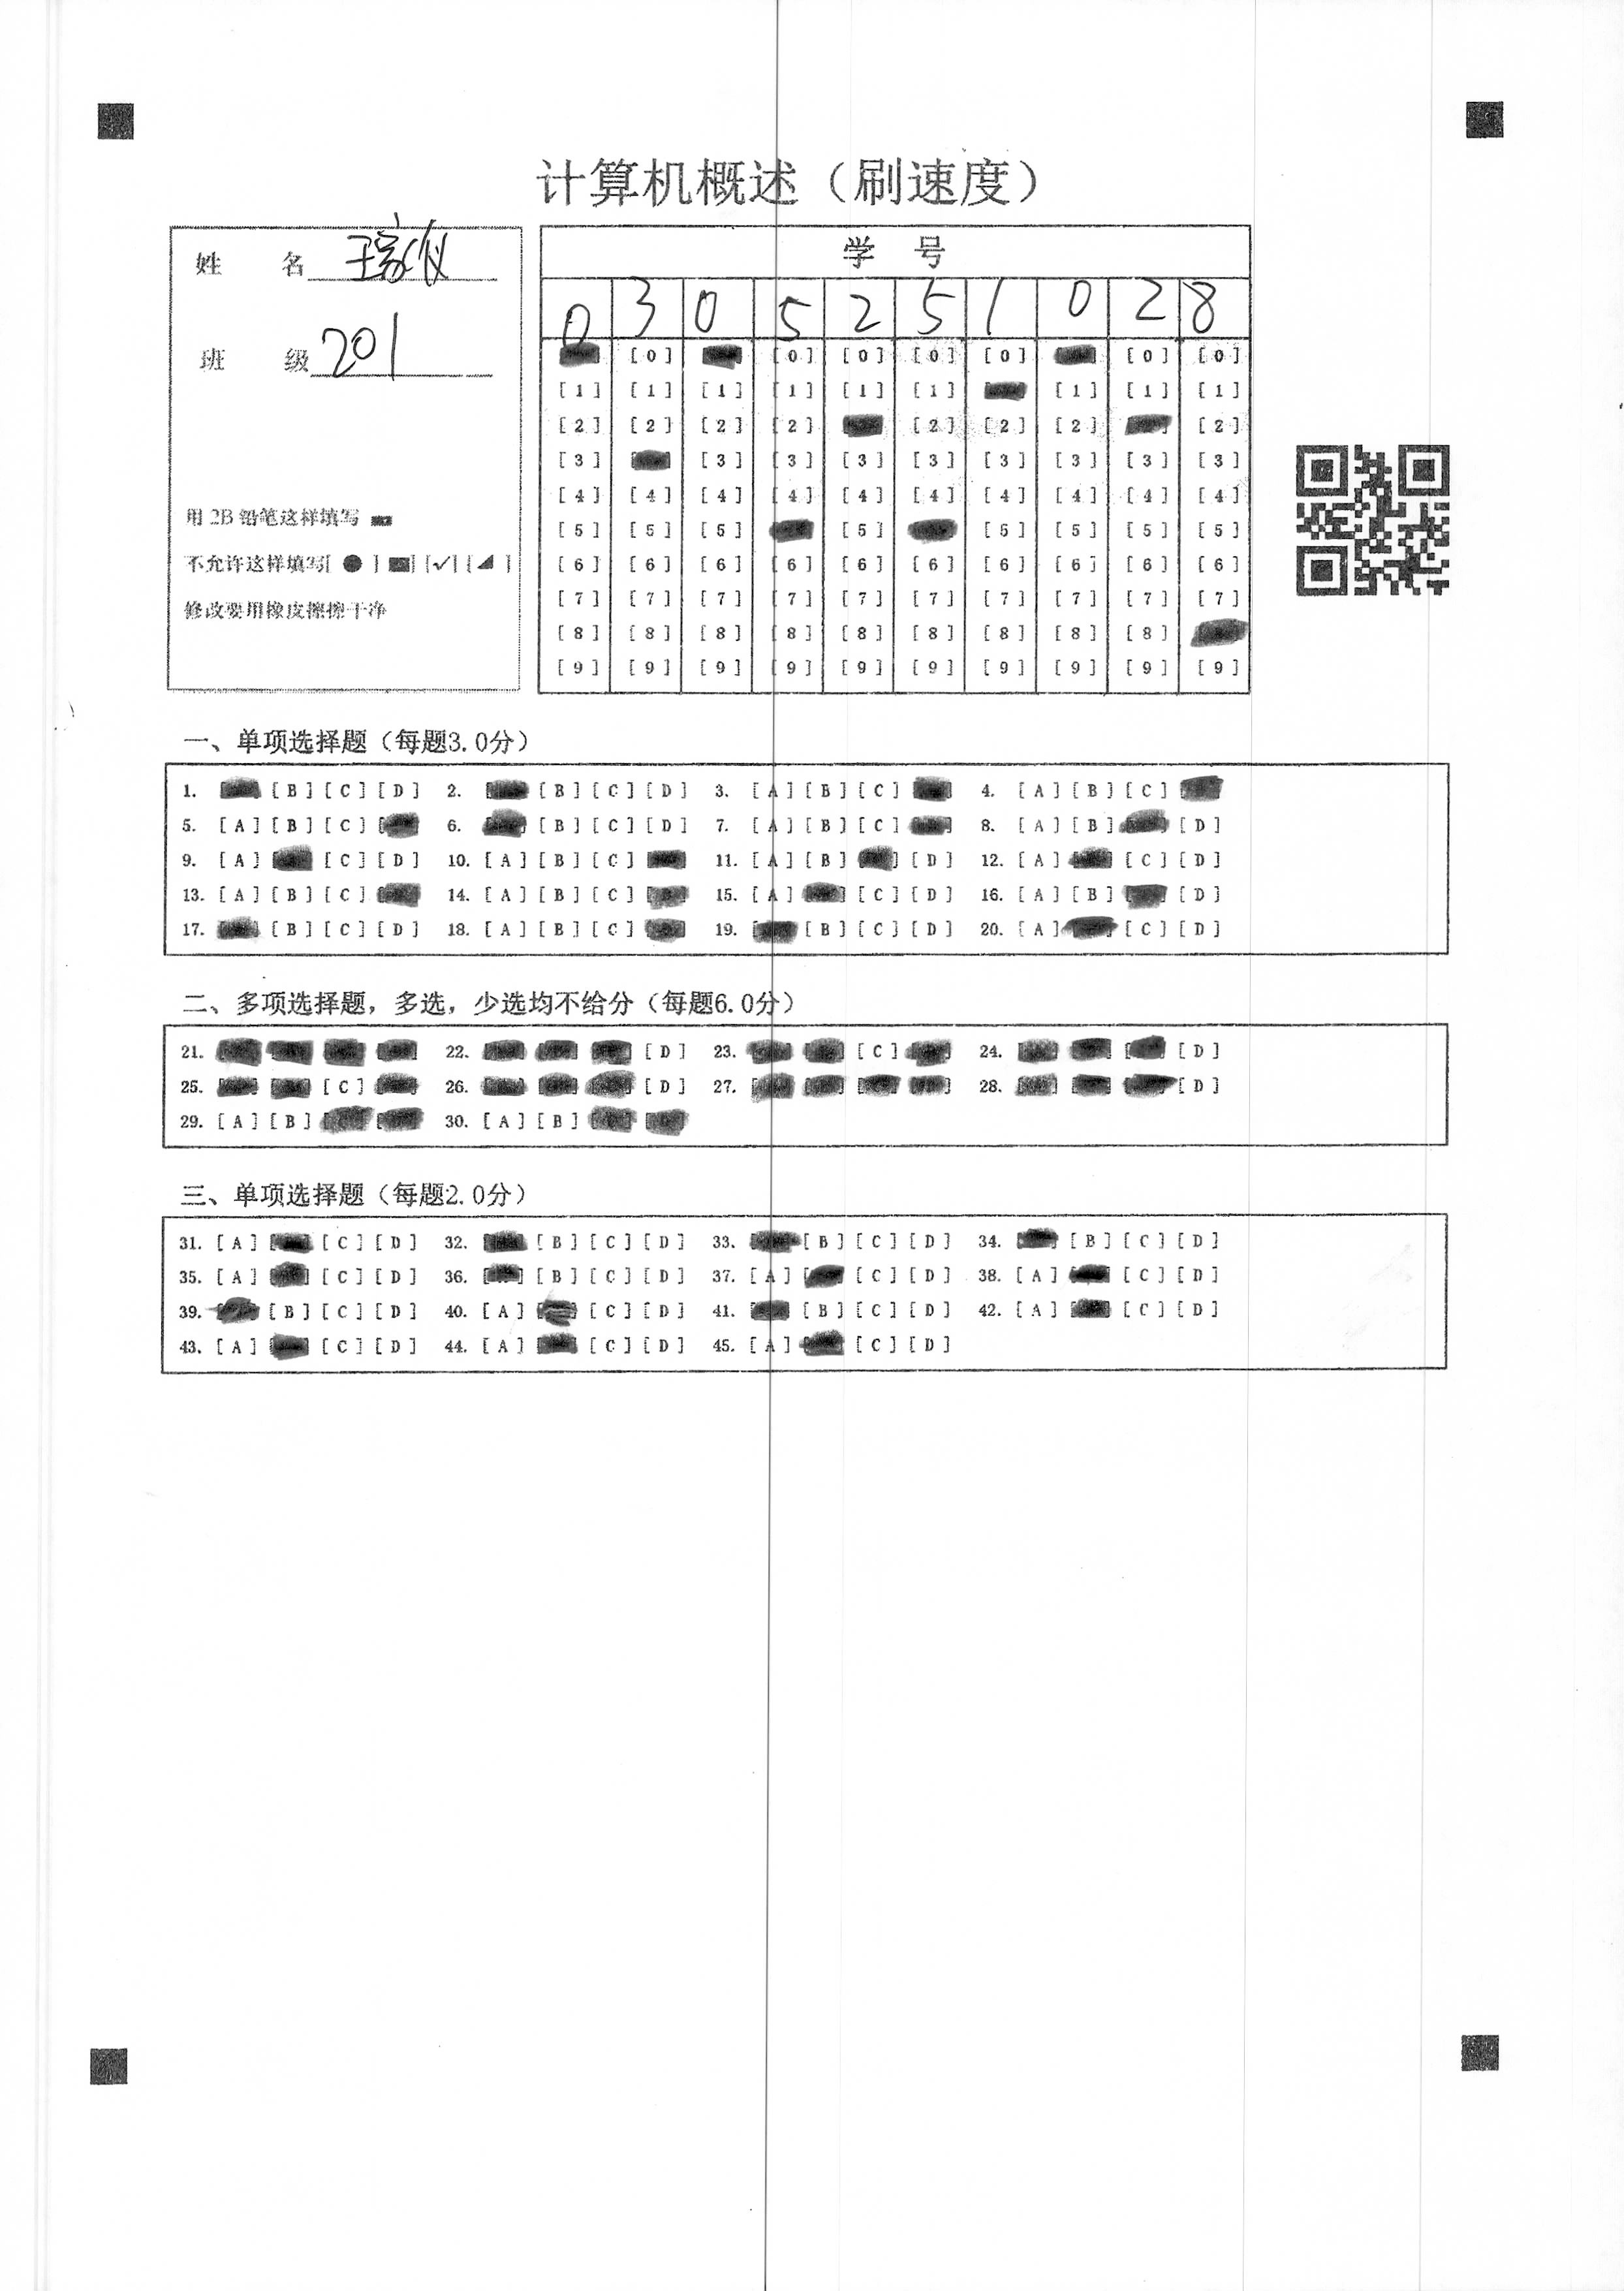 计算机概述（刷速度）
姓 名 王家仪
班 级 201
用 2B 铅笔这样填写
不允许这样填写[ ● ] [✓] [◢ ]
修改要用橡皮擦擦干净
学 号
0 3 0 5 2 5 1 0 2 8
[0] [0] [0] [0] [0] [0] [0]
[1] [1] [1] [1] [1] [1] [1] [1] [1]
[2] [2] [2] [2] [2] [2] [2] [2]
[3] [3] [3] [3] [3] [3] [3] [3] [3]
[4] [4] [4] [4] [4] [4] [4] [4] [4] [4]
[5] [5] [5] [5] [5] [5] [5] [5]
[6] [6] [6] [6] [6] [6] [6] [6] [6] [6]
[7] [7] [7] [7] [7] [7] [7] [7] [7] [7]
[8] [8] [8] [8] [8] [8] [8] [8] [8]
[9] [9] [9] [9] [9] [9] [9] [9] [9] [9]
一、单项选择题（每题3.0分）
1. [B] [C] [D] 2. [B] [C] [D] 3. [A] [B] [C] 4. [A] [B] [C]
5. [A] [B] [C] 6. [B] [C] [D] 7. [A] [B] [C] 8. [A] [B] [D]
9. [A] [C] [D] 10. [A] [B] [C] 11. [A] [B] [D] 12. [A] [C] [D]
13. [A] [B] [C] 14. [A] [B] [C] 15. [A] [C] [D] 16. [A] [B] [D]
17. [B] [C] [D] 18. [A] [B] [C] 19. [B] [C] [D] 20. [A] [C] [D]
二、多项选择题，多选，少选均不给分（每题6.0分）
21. 22. [D] 23. [C] 24. [D]
25. [C] 26. [D] 27. 28. [D]
29. [A] [B] 30. [A] [B]
三、单项选择题（每题2.0分）
31. [A] [C] [D] 32. [B] [C] [D] 33. [B] [C] [D] 34. [B] [C] [D]
35. [A] [C] [D] 36. [B] [C] [D] 37. [A] [C] [D] 38. [A] [C] [D]
39. [B] [C] [D] 40. [A] [C] [D] 41. [B] [C] [D] 42. [A] [C] [D]
43. [A] [C] [D] 44. [A] [C] [D] 45. [A] [C] [D]